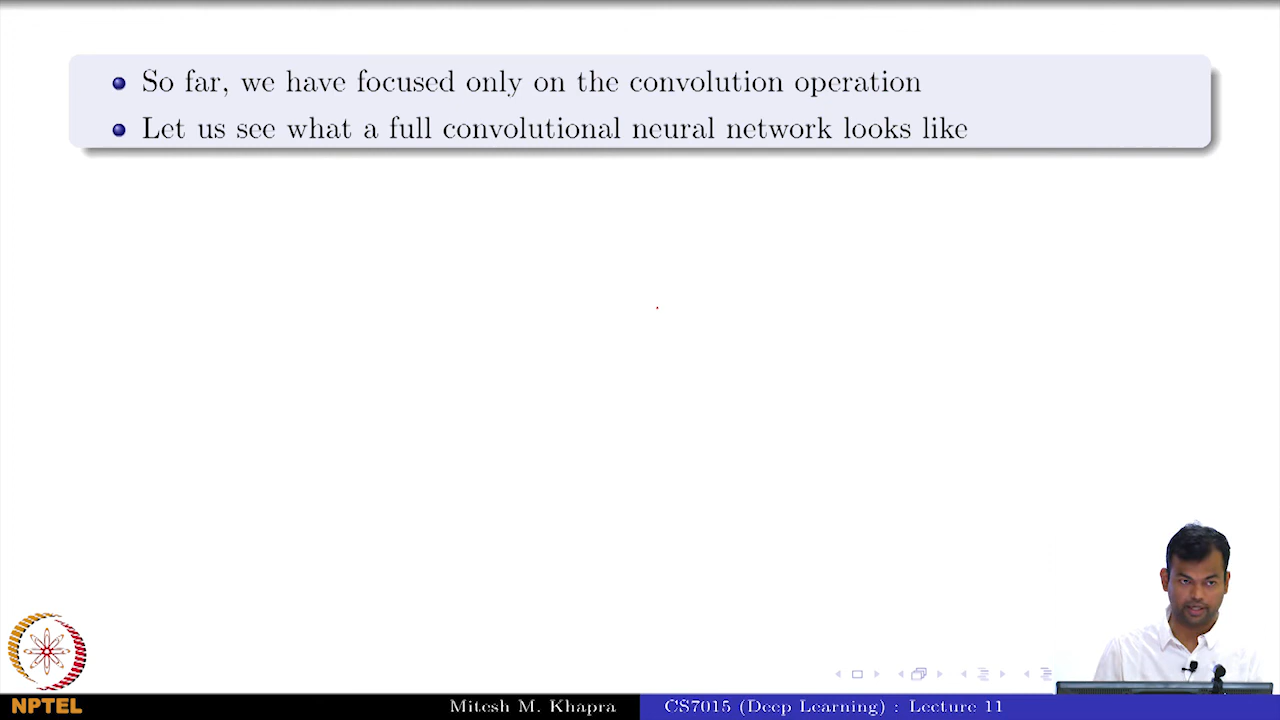 So far, we have focused only on the convolution operation
Let us see what a full convolutional neural network looks like
NPTEL
Mitesh M. Khapra
CS7015 (Deep Learning) : Lecture 11